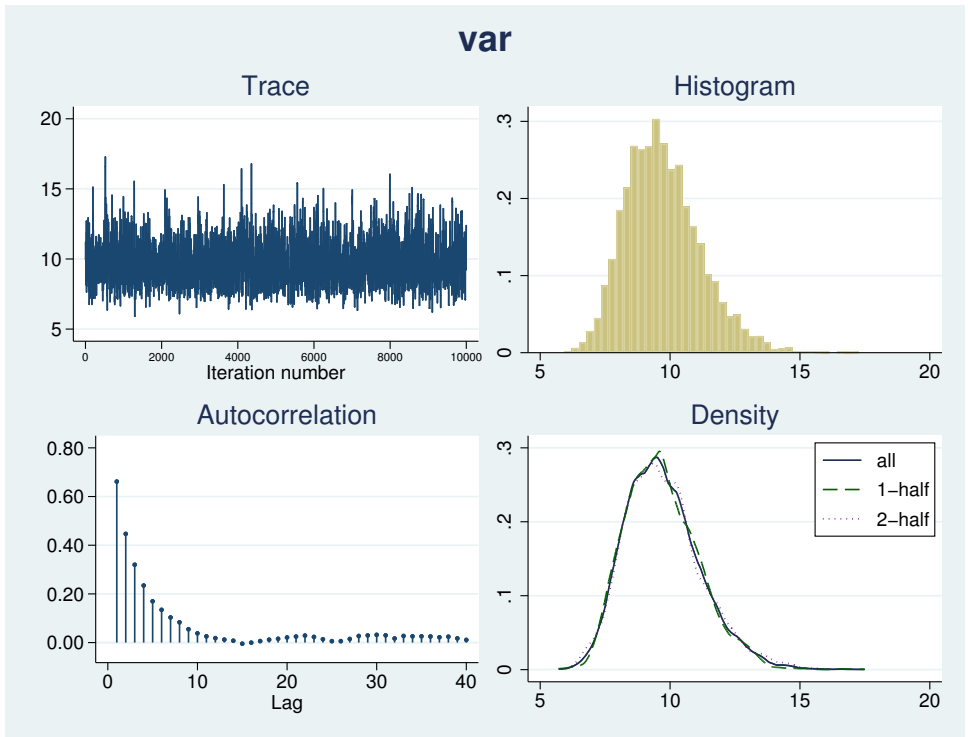 var
Trace
20
15
10
5
0 2000 4000 6000 8000 10000
Iteration number
Histogram
.3
.2
.1
0
5 10 15 20
Autocorrelation
0.80
0.60
0.40
0.20
0.00
0 10 20 30 40
Lag
Density
.3
.2
.1
0
5 10 15 20
all
1−half
2−half